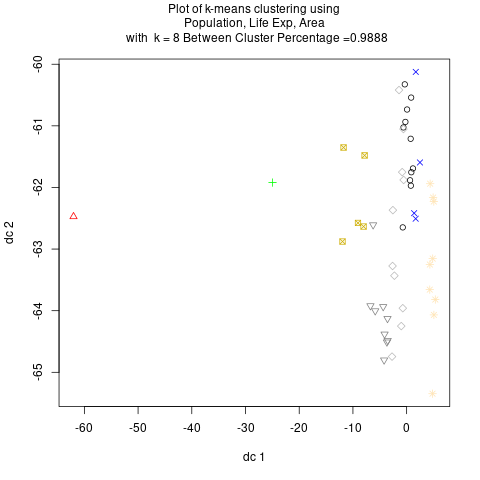 Plot of k-means clustering using
Population, Life Exp, Area
with  k = 8 Between Cluster Percentage =0.9888
-60
-61
-62
-63
-64
-65
dc 2
-60
-50
-40
-30
-20
-10
0
dc 1